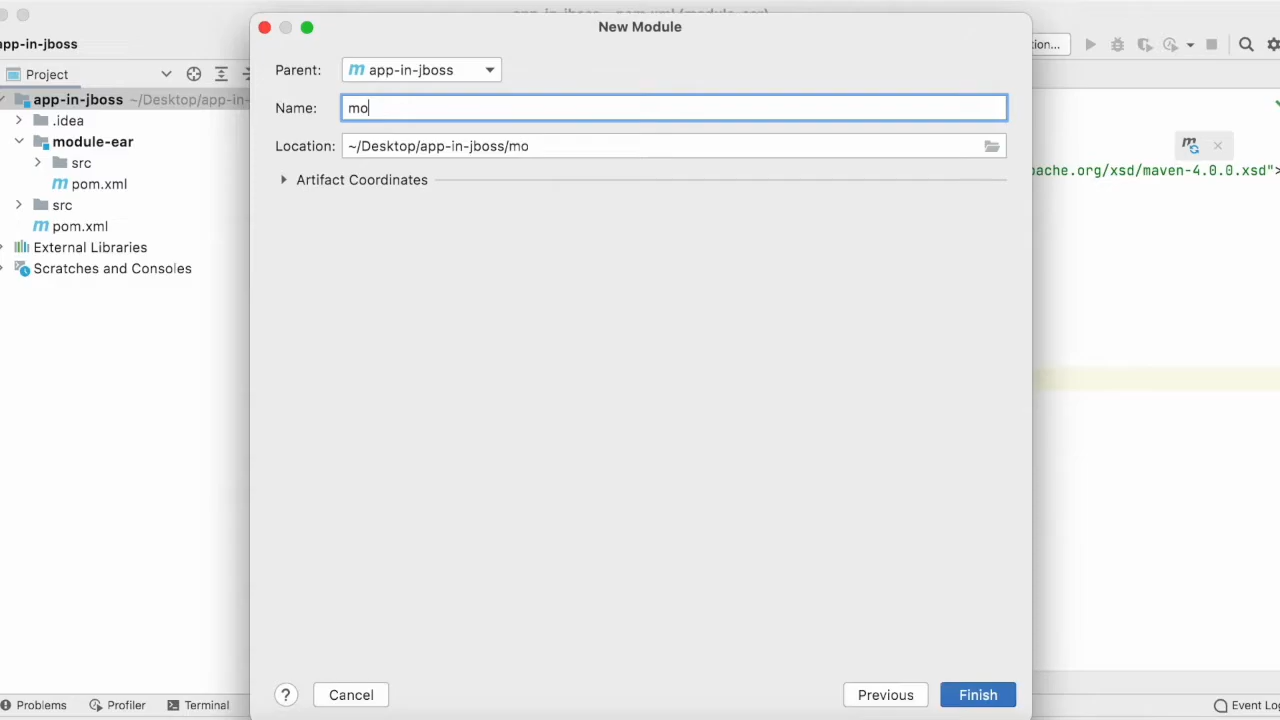 New Module
app-in-jboss
Project
app-in-jboss ~/Desktop/app-in-
.idea
module-ear
src
pom.xml
src
pom.xml
External Libraries
Scratches and Consoles
Parent: m app-in-jboss
Name: mo
Location: ~/Desktop/app-in-jboss/mo
Artifact Coordinates
tion...
pache.org/xsd/maven-4.0.0.xsd">
? Cancel Previous Finish
Problems Profiler Terminal Event Log